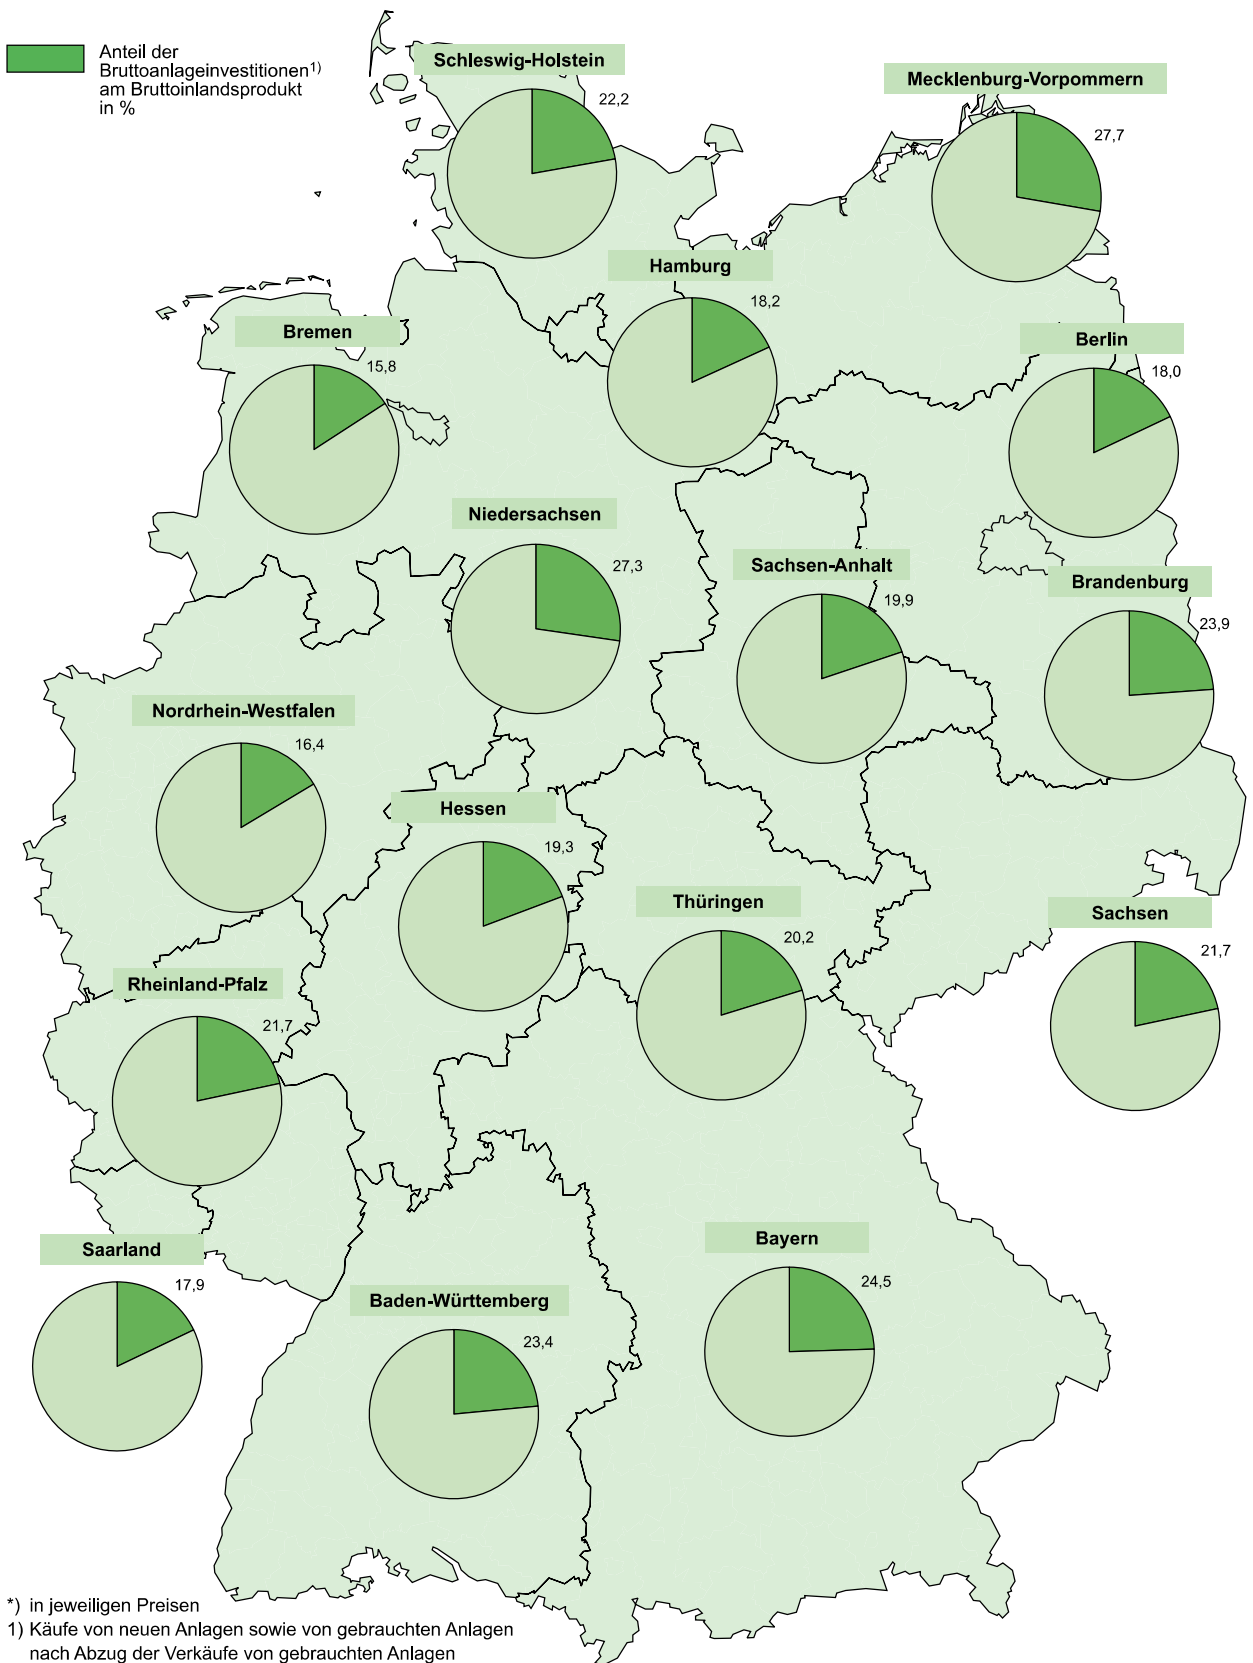 Anteil der
Bruttoanlageinvestitionen1)
am Bruttoinlandsprodukt
in %
Schleswig-Holstein
22,2
Mecklenburg-Vorpommern
27,7
Hamburg
18,2
Bremen
15,8
Berlin
18,0
Niedersachsen
27,3
Sachsen-Anhalt
19,9
Brandenburg
23,9
Nordrhein-Westfalen
16,4
Hessen
19,3
Thüringen
20,2
Sachsen
21,7
Rheinland-Pfalz
21,7
Saarland
17,9
Baden-Württemberg
23,4
Bayern
24,5
*) in jeweiligen Preisen
1) Käufe von neuen Anlagen sowie von gebrauchten Anlagen
nach Abzug der Verkäufe von gebrauchten Anlagen